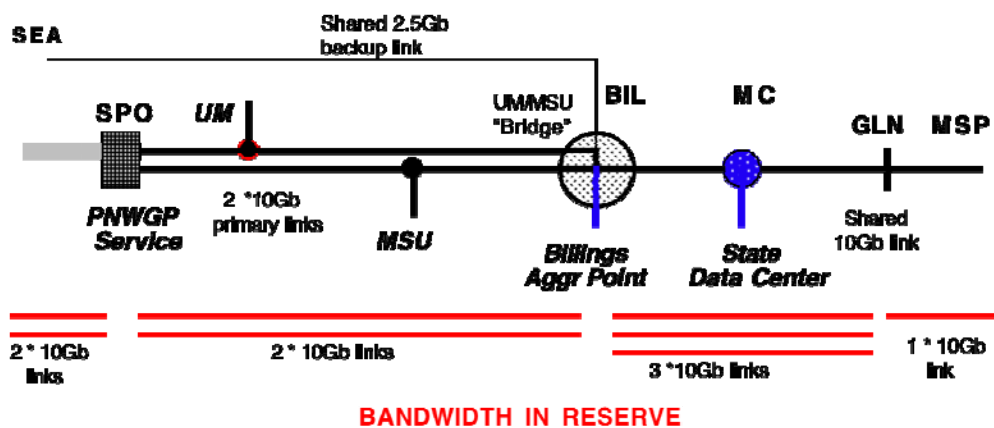 Shared 2.5Gb
backup link
SEA
SPO
UM
UM/MSU
"Bridge"
BIL
MC
GLN
MSP
PNWGP
Service
2 *10Gb
primary links
MSU
Billings
Aggr Point
State
Data Center
Shared
10Gb link
2 * 10Gb
links
2 * 10Gb links
3 *10Gb links
1 * 10Gb
link
BANDWIDTH IN RESERVE